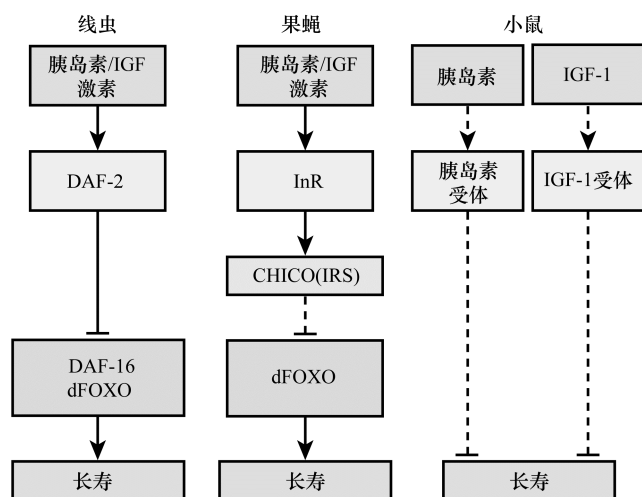 线虫
果蝇
小鼠
胰岛素/IGF
激素
胰岛素/IGF
激素
胰岛素
IGF-1
DAF-2
InR
胰岛素
受体
IGF-1受体
CHICO(IRS)
DAF-16
dFOXO
dFOXO
长寿
长寿
长寿